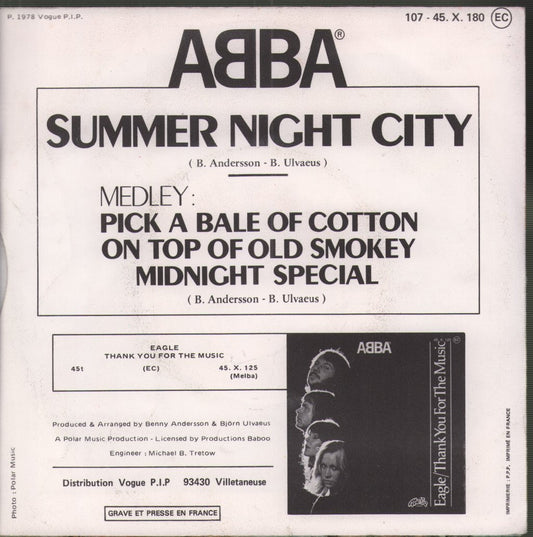 P. 1978 Vogue P.I.P.
107 - 45. X. 180 EC
ABBA®
SUMMER NIGHT CITY
( B. Andersson - B. Ulvaeus )
MEDLEY:
PICK A BALE OF COTTON
ON TOP OF OLD SMOKEY
MIDNIGHT SPECIAL
( B. Andersson - B. Ulvaeus )
EAGLE
THANK YOU FOR THE MUSIC
45t (EC) 45. X. 125
(Melba)
ABBA
Eagle/Thank You For The Music
Produced & Arranged by Benny Andersson & Björn Ulvaeus
A Polar Music Production - Licensed by Productions Baboo
Engineer : Michael B. Tretow
Distribution Vogue P.I.P 93430 Villetaneuse
GRAVE ET PRESSE EN FRANCE
Photo : Polar Music
IMPRIMERIE : P.P.P. IMPRIMÉ EN FRANCE